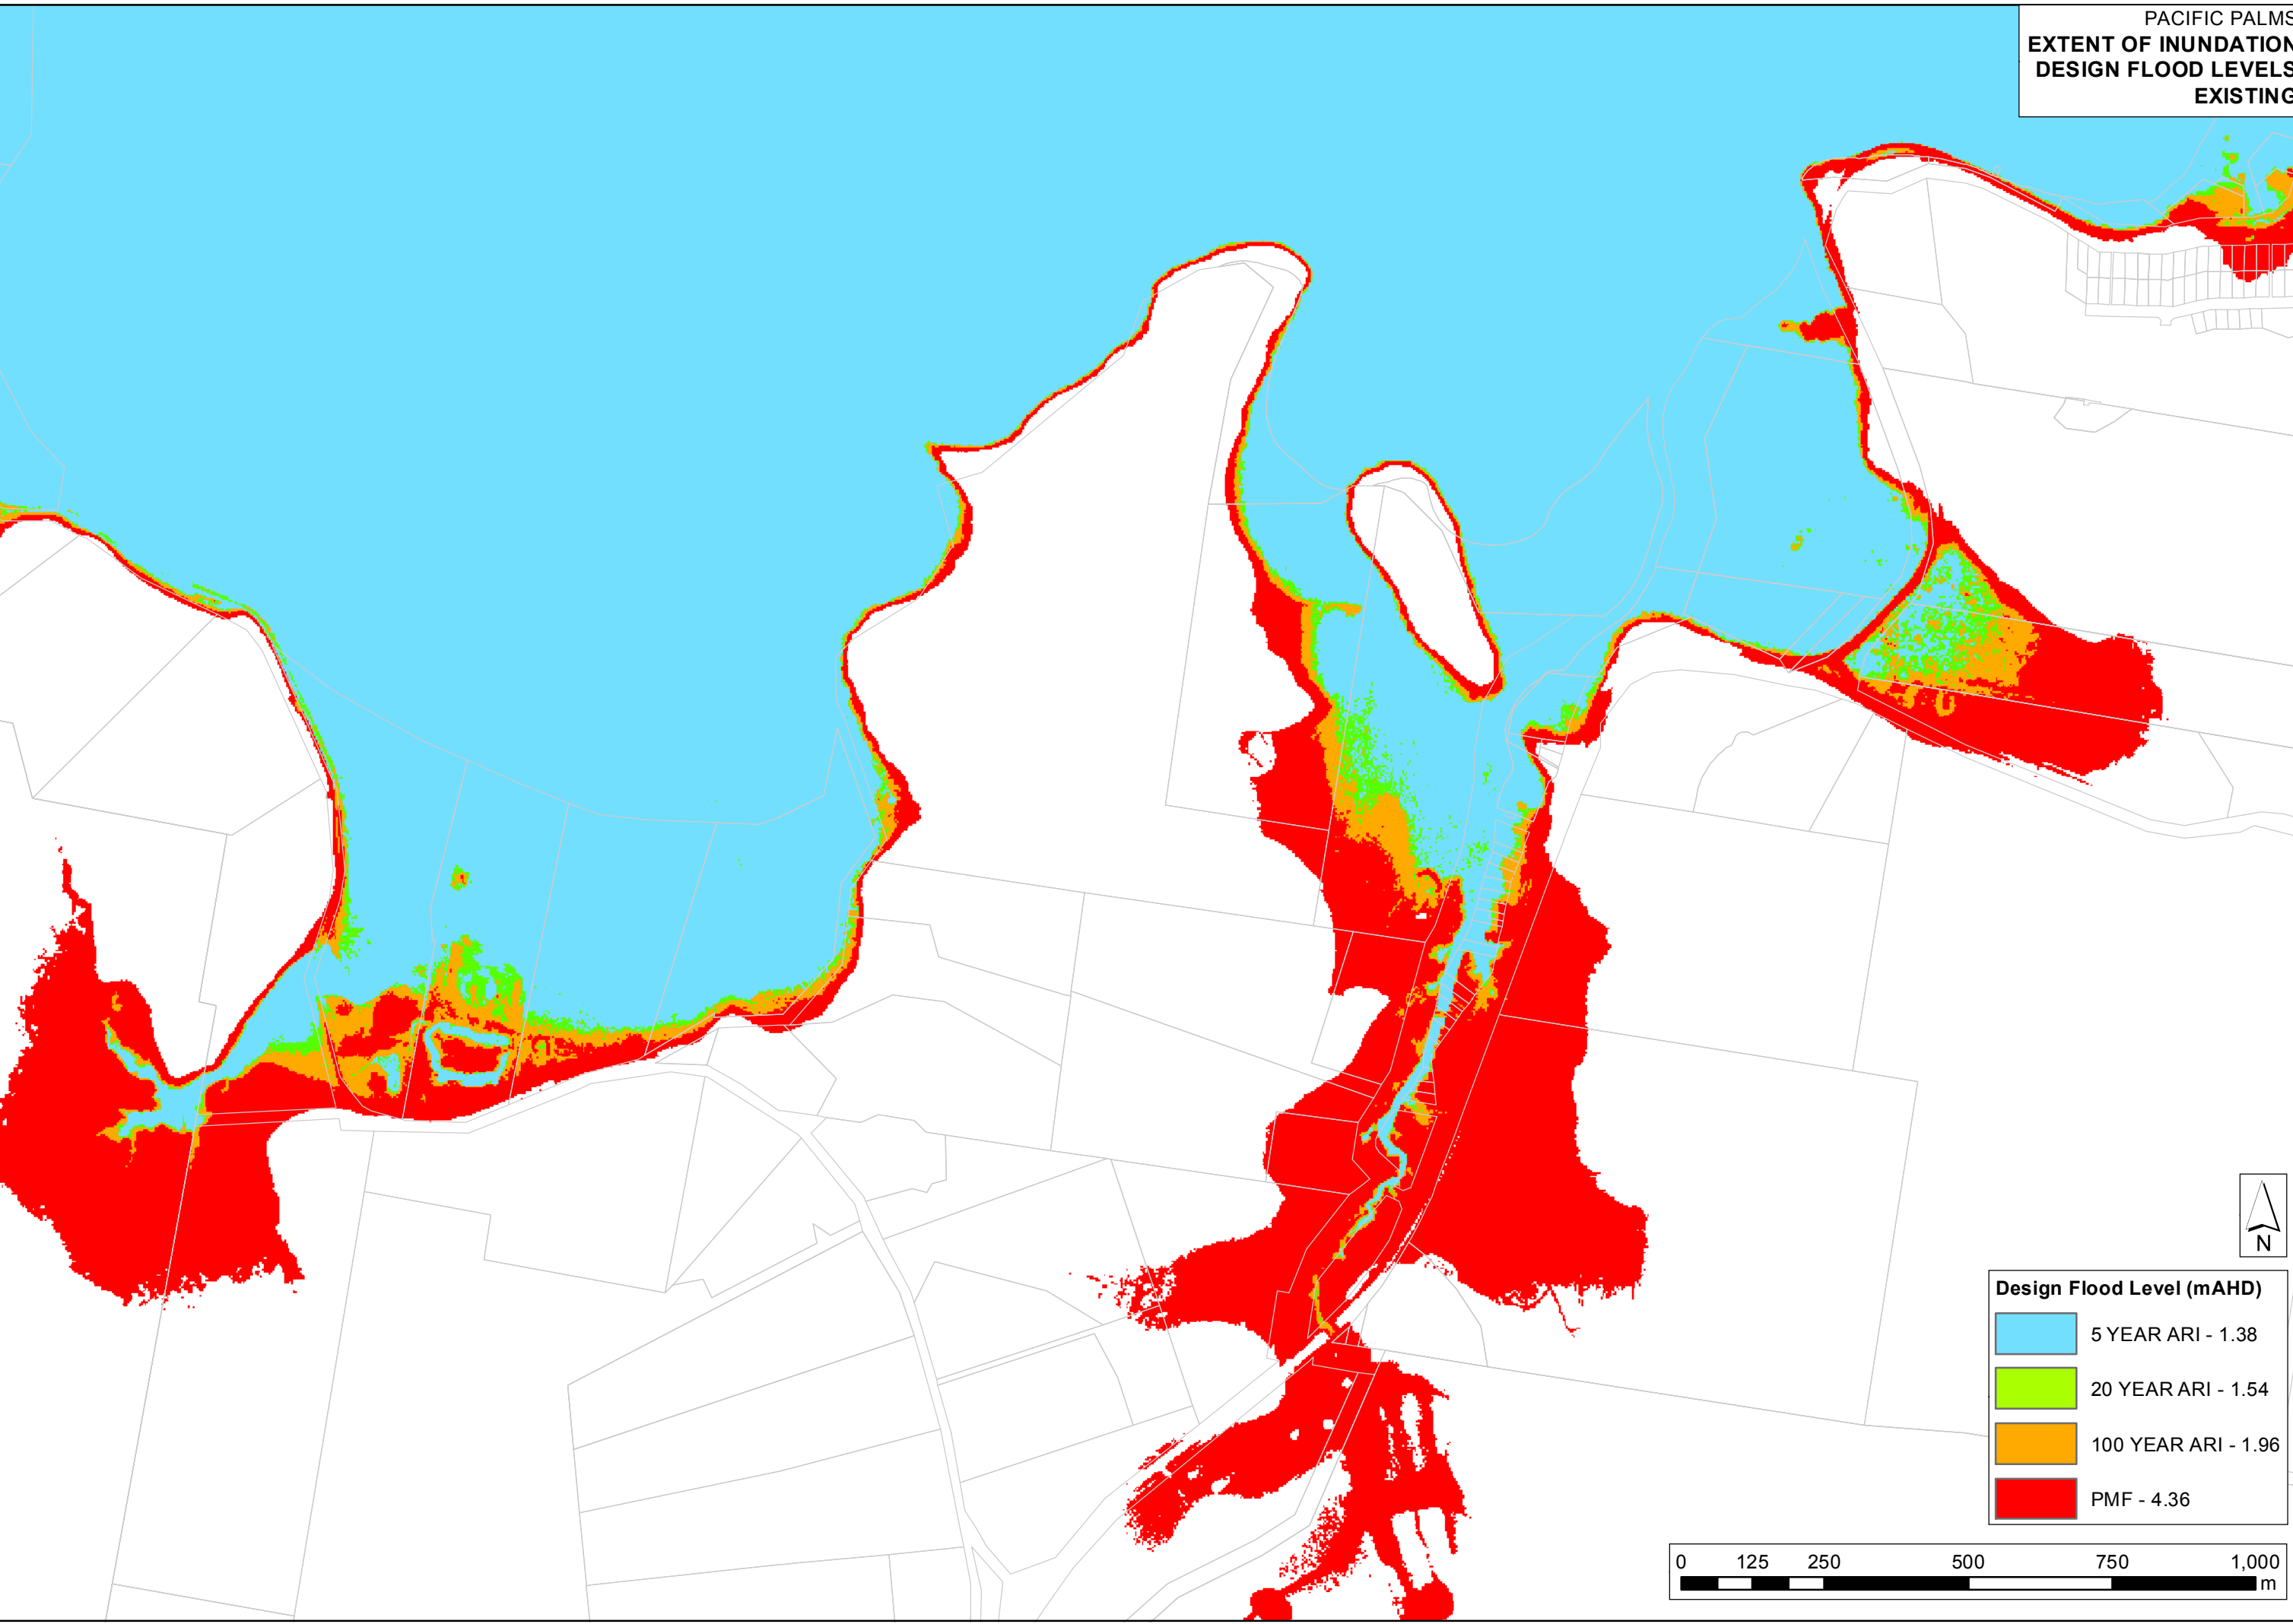 PACIFIC PALMS
EXTENT OF INUNDATION
DESIGN FLOOD LEVELS
EXISTING
N
Design Flood Level (mAHD)
5 YEAR ARI - 1.38
20 YEAR ARI - 1.54
100 YEAR ARI - 1.96
PMF - 4.36
0 125 250 500 750 1,000
m